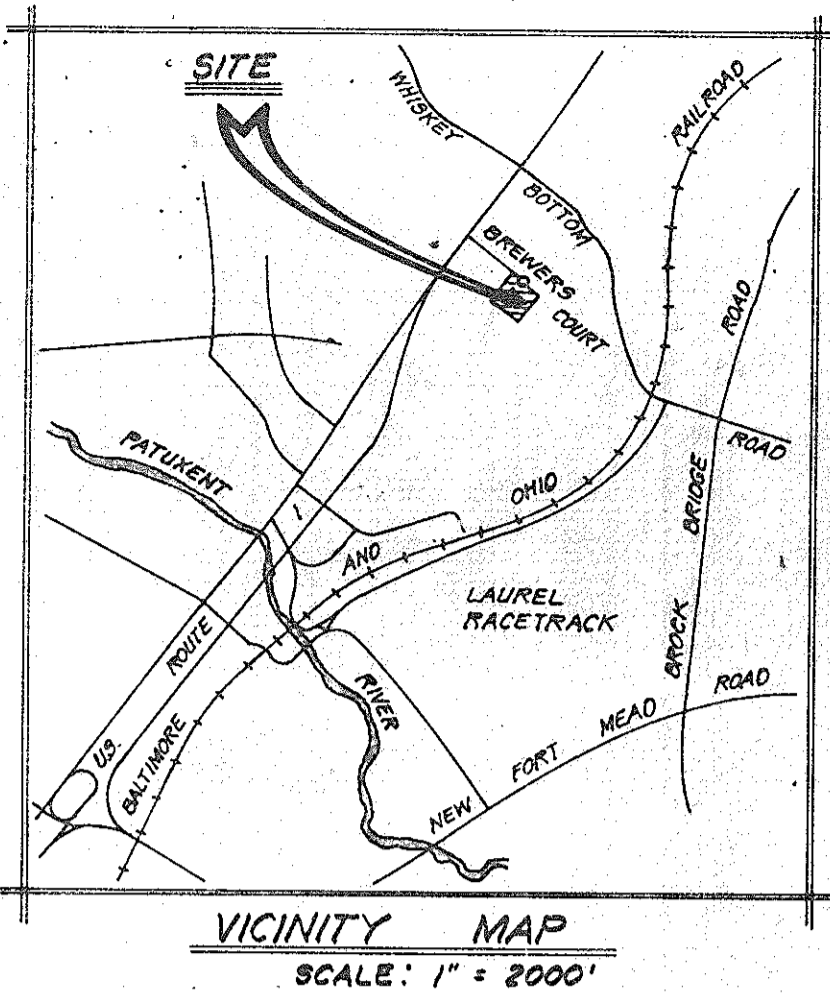 SITE
WHISKEY
BOTTOM
ROAD
RAILROAD
BREWERS
COURT
ROAD
PATUXENT
OHIO
AND
BRIDGE
1
LAUREL
RACETRACK
BROCK
ROUTE
RIVER
ROAD
MEAD
FORT
NEW
U.S.
BALTIMORE
VICINITY MAP
SCALE: 1" = 2000'